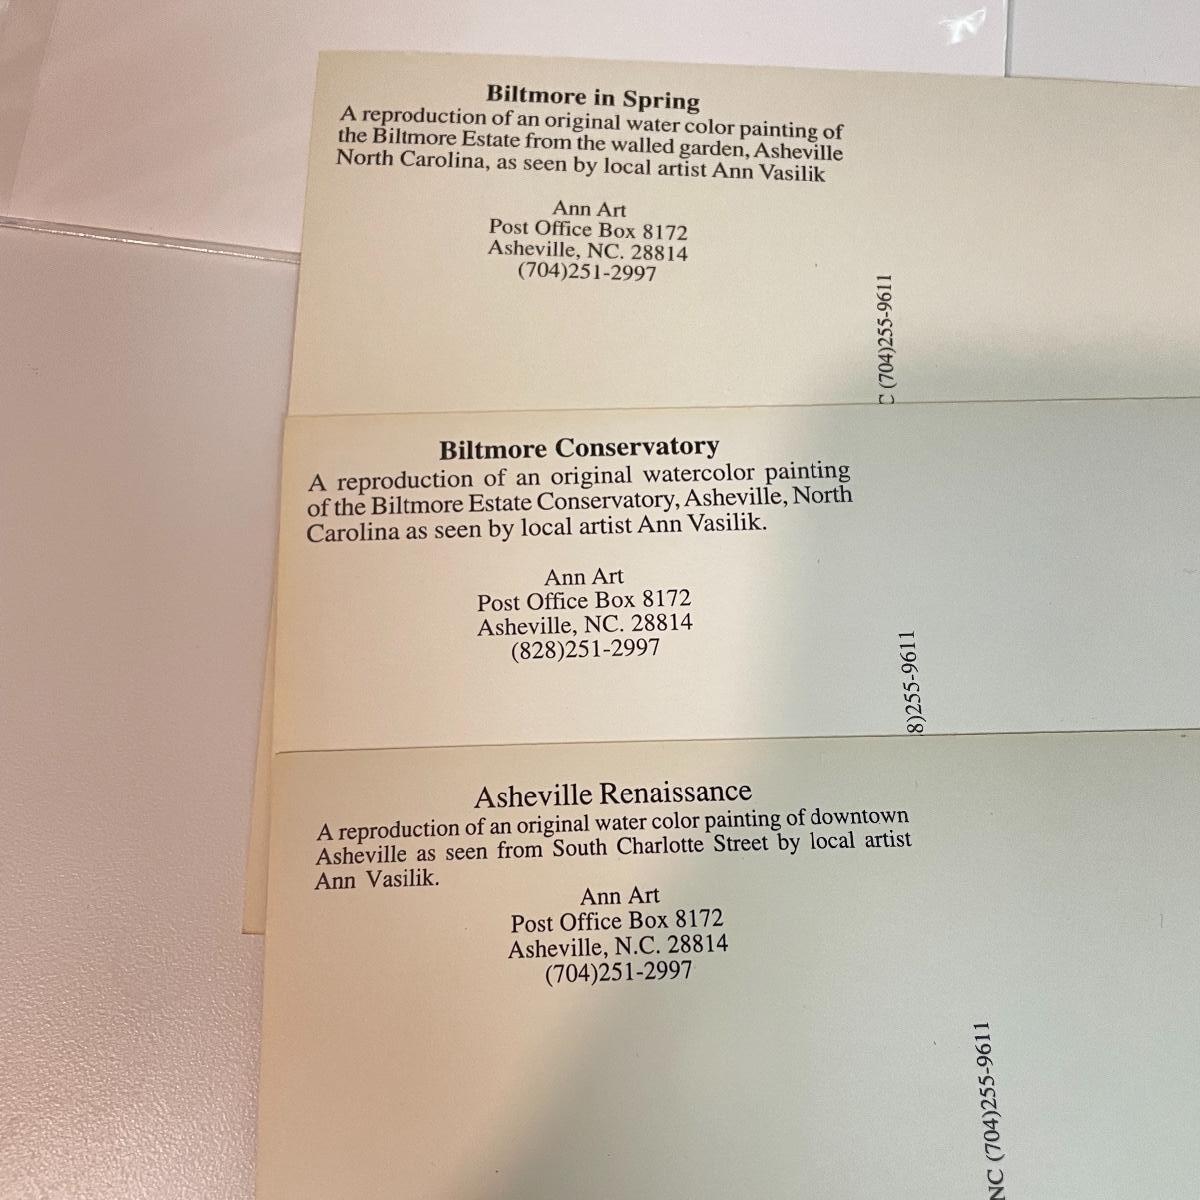 Biltmore in Spring
A reproduction of an original water color painting of
the Biltmore Estate from the walled garden, Asheville
North Carolina, as seen by local artist Ann Vasilik
Ann Art
Post Office Box 8172
Asheville, NC. 28814
(704)251-2997
C (704)255-9611
Biltmore Conservatory
A reproduction of an original watercolor painting
of the Biltmore Estate Conservatory, Asheville, North
Carolina as seen by local artist Ann Vasilik.
Ann Art
Post Office Box 8172
Asheville, NC. 28814
(828)251-2997
8)255-9611
Asheville Renaissance
A reproduction of an original water color painting of downtown
Asheville as seen from South Charlotte Street by local artist
Ann Vasilik.
Ann Art
Post Office Box 8172
Asheville, N.C. 28814
(704)251-2997
NC (704)255-9611